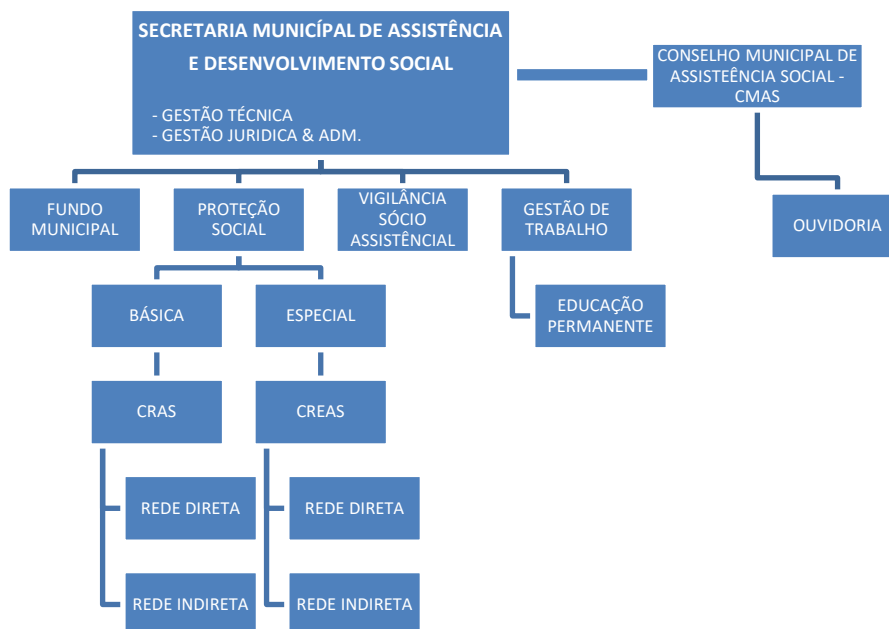 SECRETARIA MUNICÍPAL DE ASSISTÊNCIA
E DESENVOLVIMENTO SOCIAL
- GESTÃO TÉCNICA
- GESTÃO JURIDICA & ADM.
CONSELHO MUNICIPAL DE
ASSISTEÊNCIA SOCIAL -
CMAS
FUNDO
MUNICIPAL
PROTEÇÃO
SOCIAL
VIGILÂNCIA
SÓCIO
ASSISTÊNCIAL
GESTÃO DE
TRABALHO
OUVIDORIA
BÁSICA
ESPECIAL
EDUCAÇÃO
PERMANENTE
CRAS
CREAS
REDE DIRETA
REDE DIRETA
REDE INDIRETA
REDE INDIRETA